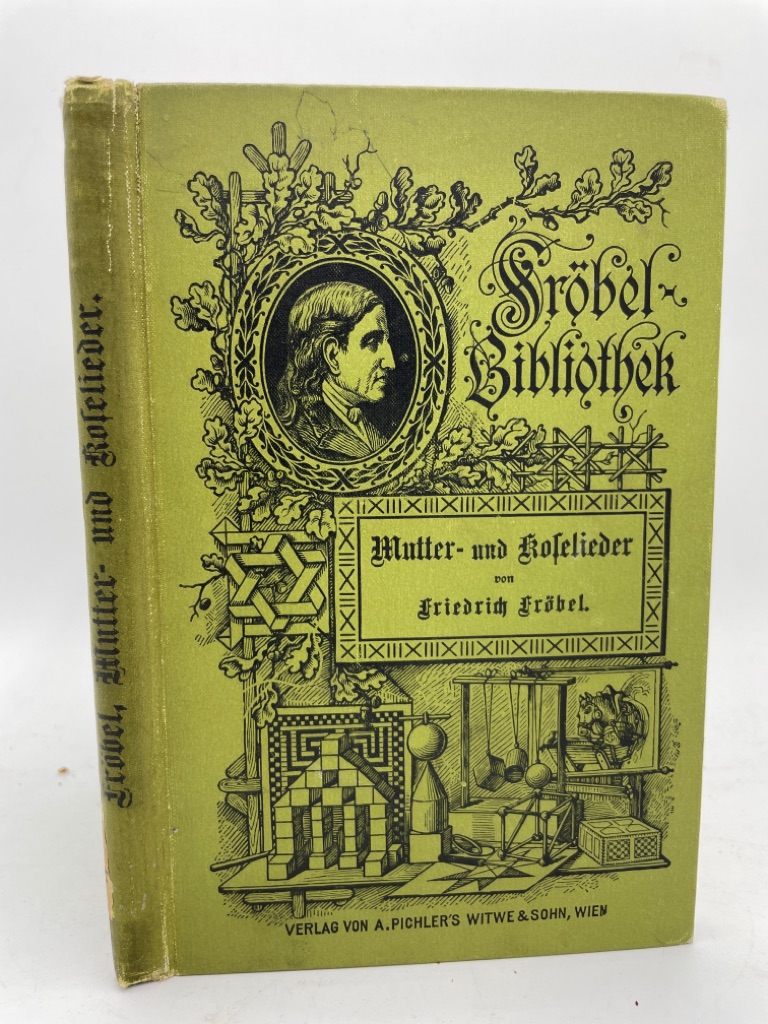 Fröbel, Mutter- und Koſelieder.
Fröbel-
Bibliothek
Mutter- und Koſelieder
von
Friedrich Fröbel.
VERLAG VON A. PICHLER'S WITWE & SOHN, WIEN